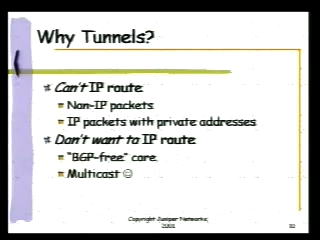 Why Tunnels?
Can't IP route
Non-IP packets
IP packets with private addresses
Don't want to IP route
"BGP-free" core
Multicast ☺
Copyright Juniper Networks,
2001